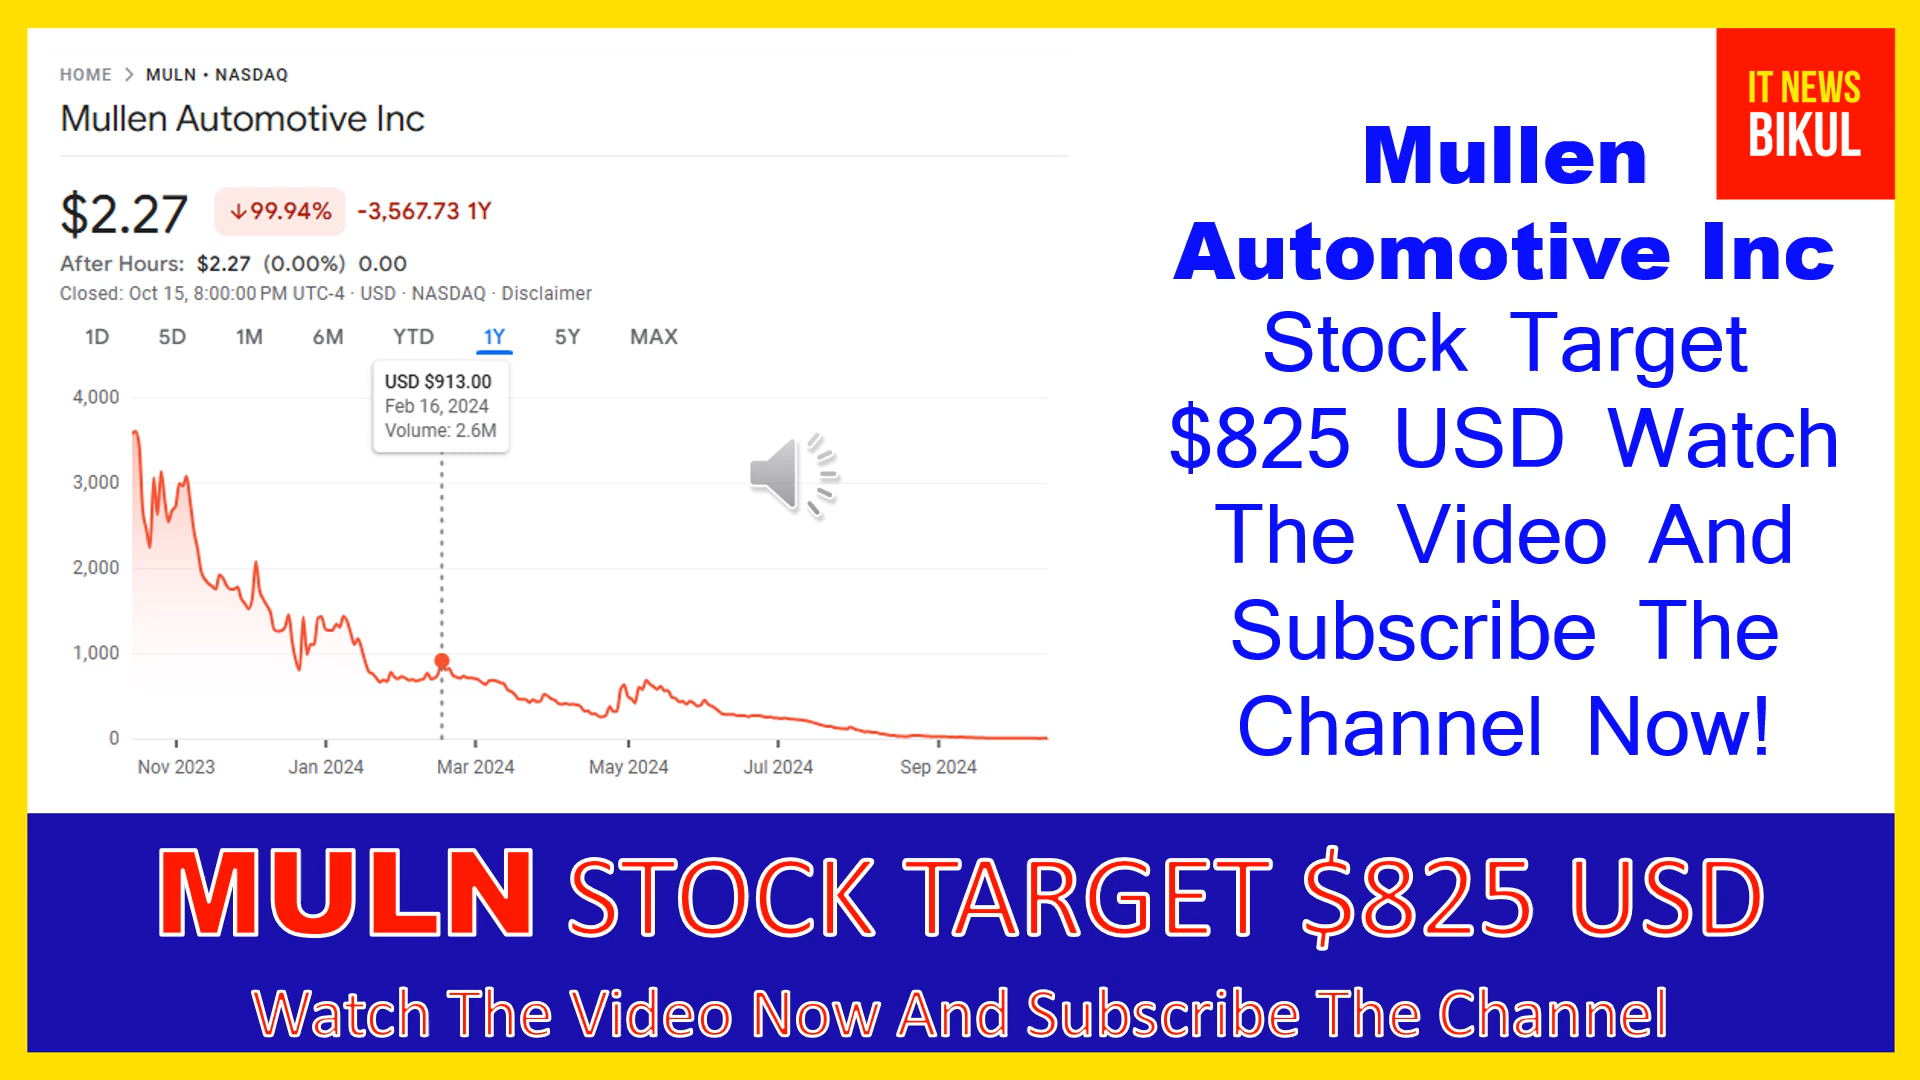 HOME > MULN • NASDAQ
Mullen Automotive Inc
$2.27 ↓99.94% -3,567.73 1Y
After Hours: $2.27 (0.00%) 0.00
Closed: Oct 15, 8:00:00 PM UTC-4 · USD · NASDAQ · Disclaimer
1D 5D 1M 6M YTD 1Y 5Y MAX
USD $913.00
Feb 16, 2024
Volume: 2.6M
4,000
3,000
2,000
1,000
0
Nov 2023 Jan 2024 Mar 2024 May 2024 Jul 2024 Sep 2024
IT NEWS
BIKUL
Mullen
Automotive Inc
Stock Target
$825 USD Watch
The Video And
Subscribe The
Channel Now!
MULN STOCK TARGET $825 USD
Watch The Video Now And Subscribe The Channel